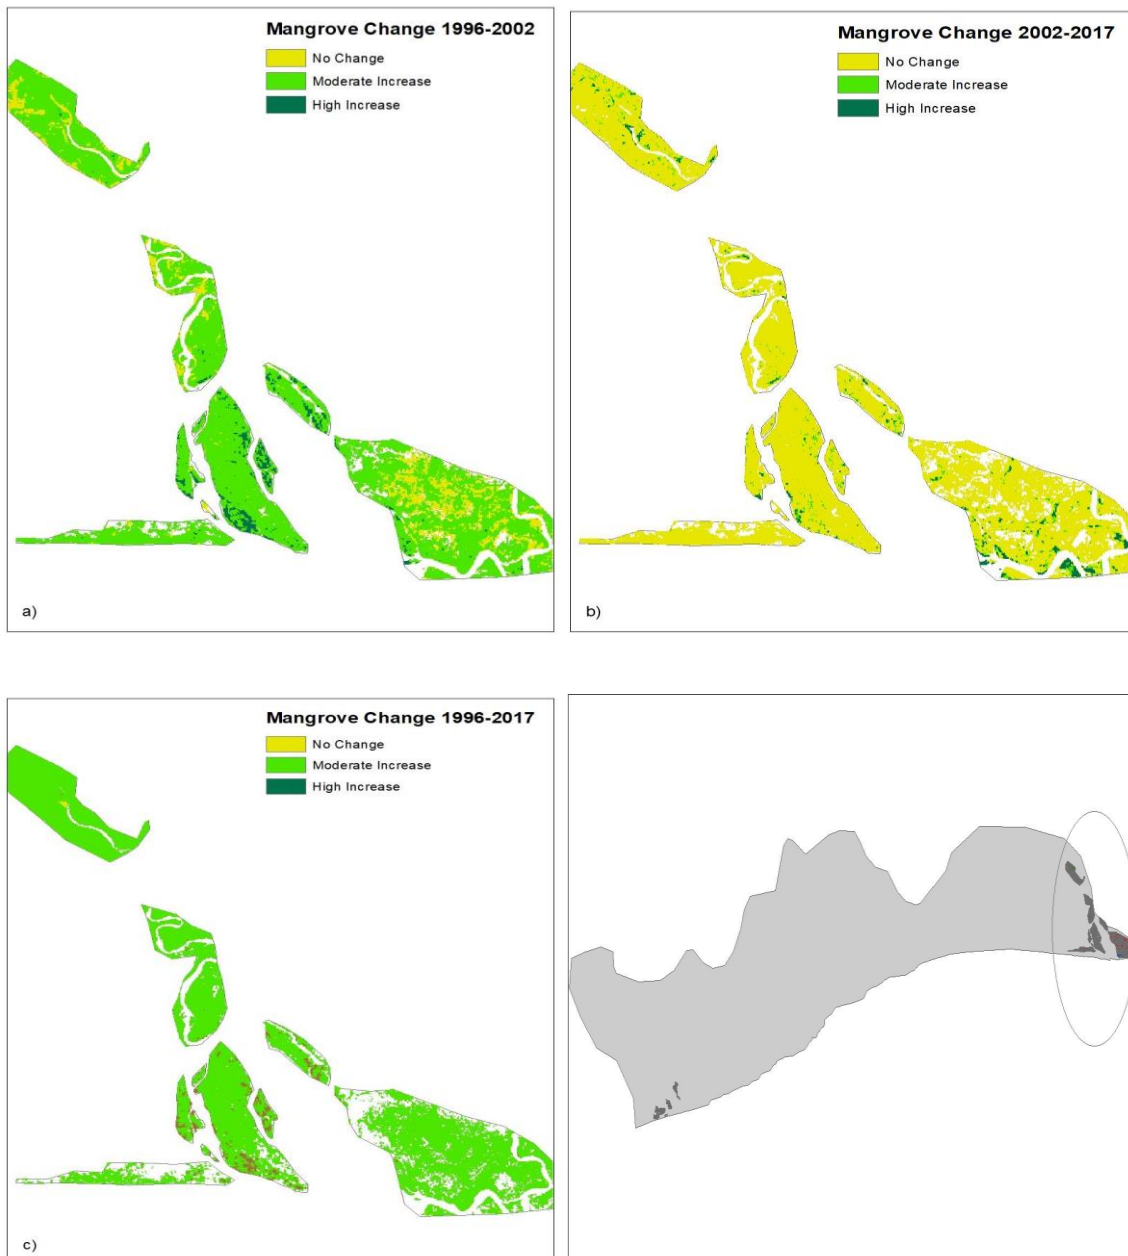 Mangrove Change 1996-2002
No Change
Moderate Increase
High Increase
a)
Mangrove Change 2002-2017
No Change
Moderate Increase
High Increase
b)
Mangrove Change 1996-2017
No Change
Moderate Increase
High Increase
c)